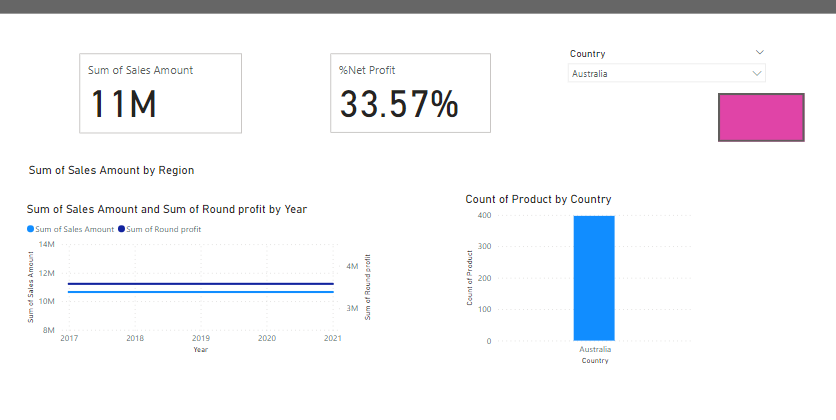 Sum of Sales Amount
11M
%Net Profit
33.57%
Country
Australia
Sum of Sales Amount by Region
Sum of Sales Amount and Sum of Round profit by Year
Sum of Sales Amount Sum of Round profit
14M
12M
10M
8M
Sum of Sales Amount
4M
3M
Sum of Round profit
2017 2018 2019 2020 2021
Year
Count of Product by Country
400
300
200
100
0
Count of Product
Australia
Country